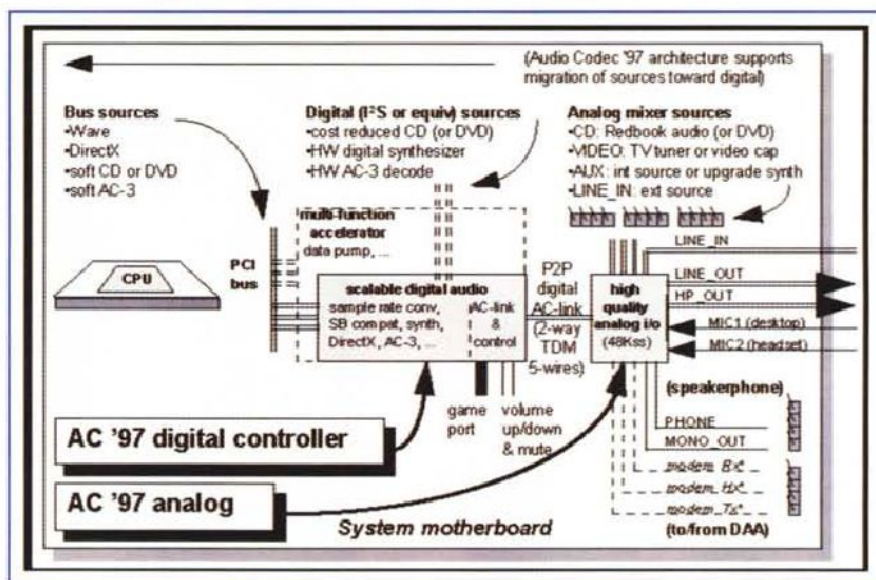 (Audio Codec '97 architecture supports
migration of sources toward digital)
Bus sources
•Wave
•DirectX
•soft CD or DVD
•soft AC-3
Digital (I²S or equiv) sources
•cost reduced CD (or DVD)
•HW digital synthesizer
•HW AC-3 decode
Analog mixer sources
•CD: Redbook audio (or DVD)
•VIDEO: TV tuner or video cap
•AUX: int source or upgrade synth
•LINE_IN: ext source
multi-function
accelerator
data pump, ...
CPU
PCI
bus
scalable digital audio
sample rate conv,
SB compat, synth,
DirectX, AC-3, ...
AC-link
&
control
P2P
digital
AC-link
(2-way
TDM
5-wires)
high
quality
analog i/o
(48Kss)
LINE_IN
LINE_OUT
HP_OUT
MIC1 (desktop)
MIC2 (headset)
(speakerphone)
PHONE
MONO_OUT
modem_Rx*
modem_Hx*
modem_Tx*
(to/from DAA)
game
port
volume
up/down
& mute
AC '97 digital controller
AC '97 analog
System motherboard